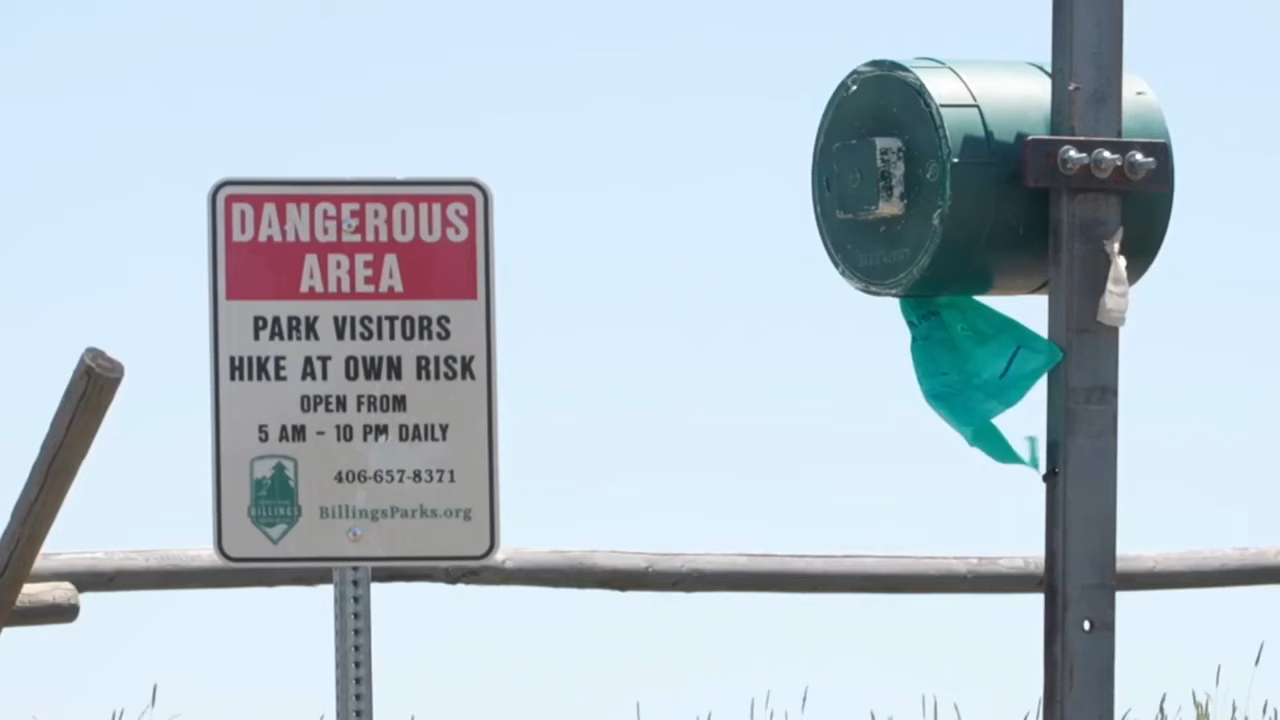 DANGEROUS
AREA
PARK VISITORS
HIKE AT OWN RISK
OPEN FROM
5 AM - 10 PM DAILY
406-657-8371
BILLINGS
BillingsParks.org